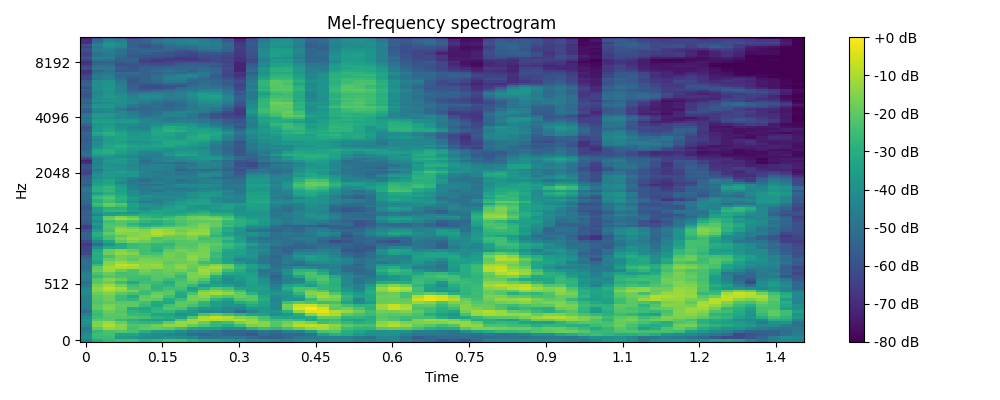 Mel-frequency spectrogram
Hz
8192
4096
2048
1024
512
0
0 0.15 0.3 0.45 0.6 0.75 0.9 1.1 1.2 1.4
Time
+0 dB
-10 dB
-20 dB
-30 dB
-40 dB
-50 dB
-60 dB
-70 dB
-80 dB